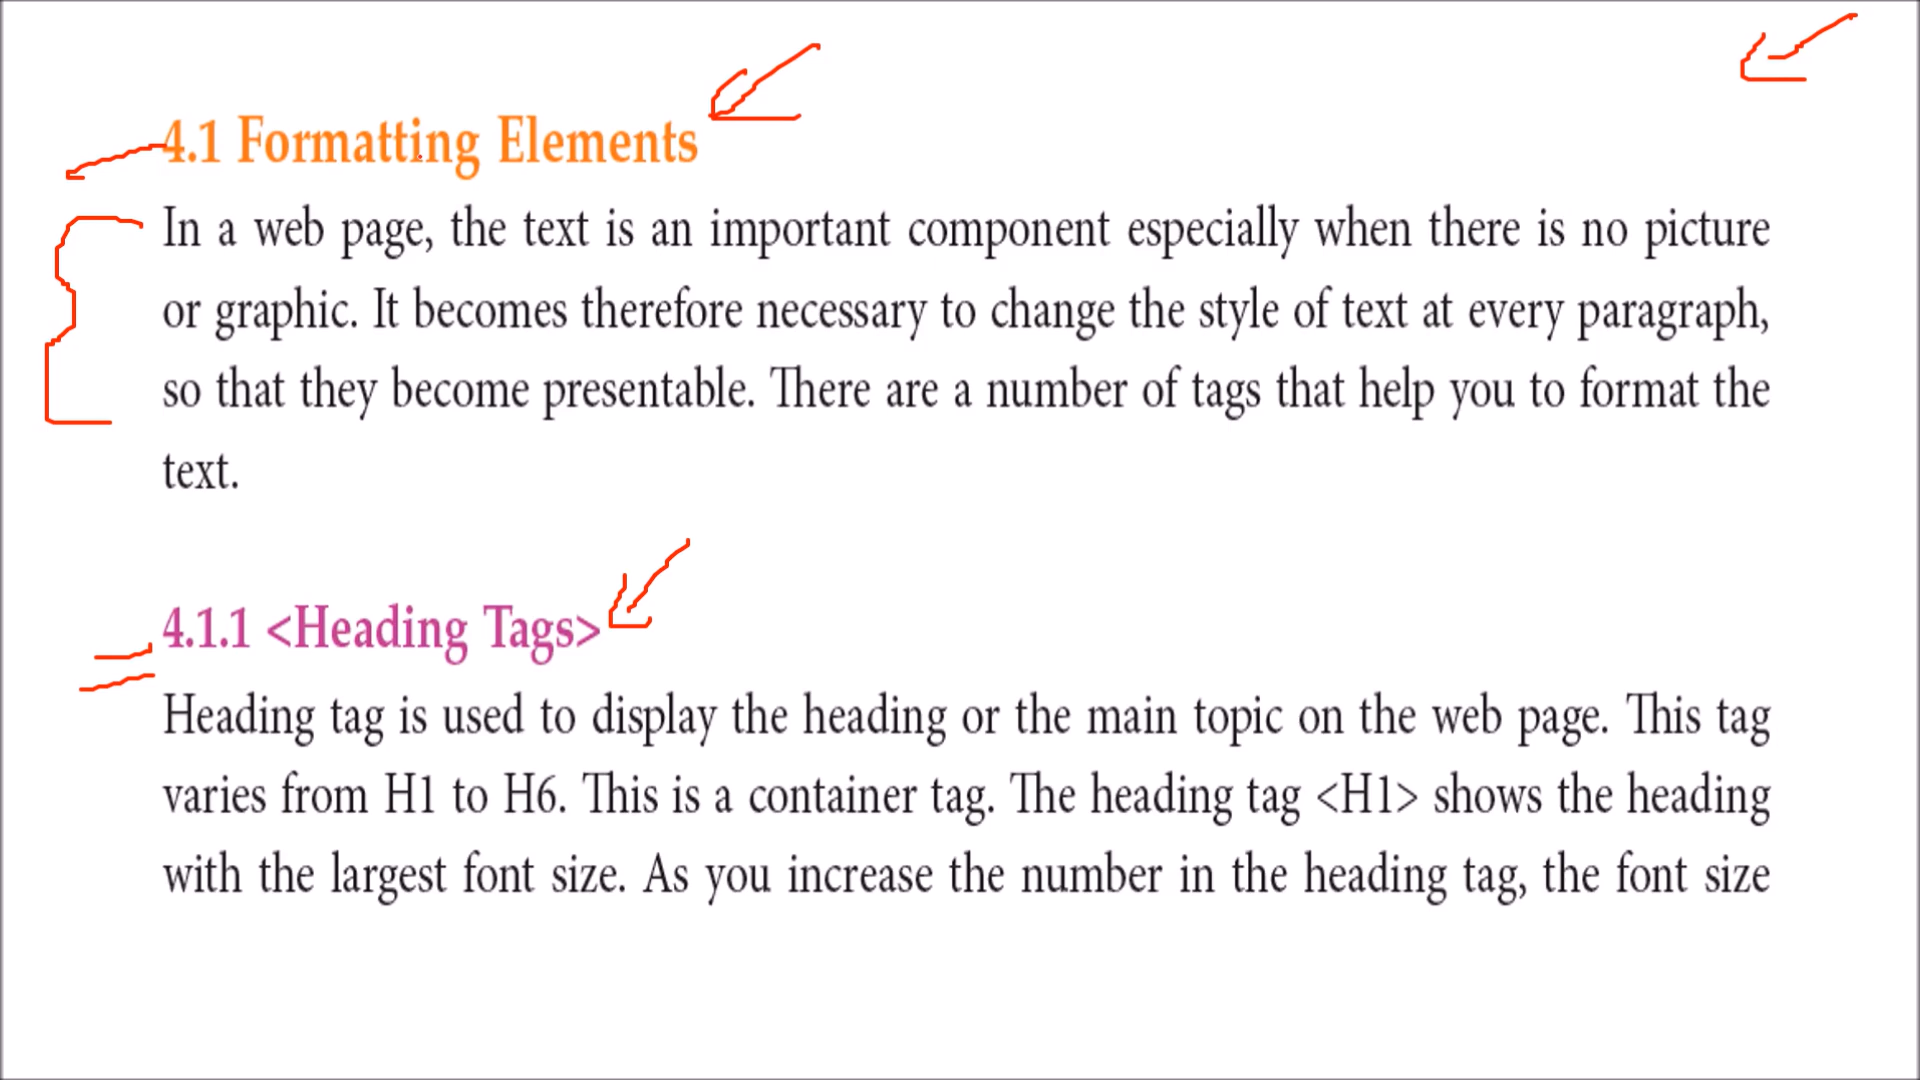 4.1 Formatting Elements
In a web page, the text is an important component especially when there is no picture
or graphic. It becomes therefore necessary to change the style of text at every paragraph,
so that they become presentable. There are a number of tags that help you to format the
text.
4.1.1 <Heading Tags>
Heading tag is used to display the heading or the main topic on the web page. This tag
varies from H1 to H6. This is a container tag. The heading tag <H1> shows the heading
with the largest font size. As you increase the number in the heading tag, the font size